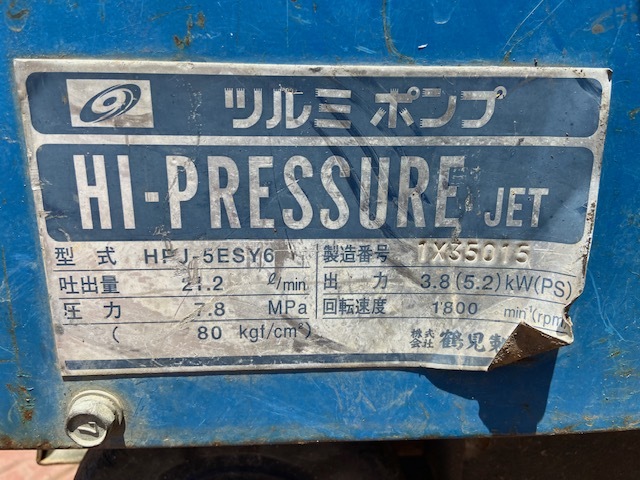 ツルミポンプ
HI-PRESSURE JET
型式 HPJ-5ESY6 製造番号 1X35015
吐出量 21.2 ℓ/min 出力 3.8(5.2)kW(PS)
圧力 7.8 MPa 回転速度 1800 min⁻¹(rpm)
( 80 kgf/cm²) 株式会社 鶴見